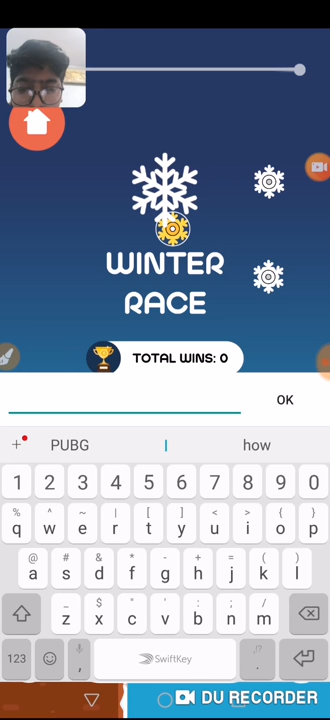 WINTER
RACE
TOTAL WINS: 0
OK
PUBG how
1 2 3 4 5 6 7 8 9 0
% ^ ~ | [ ] < > { }
q w e r t y u i o p
@ # & * - + = ( )
a s d f g h j k l
_ $ " ' : ; /
z x c v b n m
123 , SwiftKey ,!? .
DU RECORDER